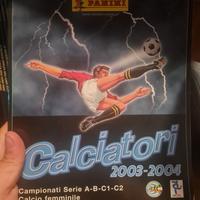 PANINI
Calciatori
2003-2004
Campionati Serie A-B-C1-C2
Calcio femminile